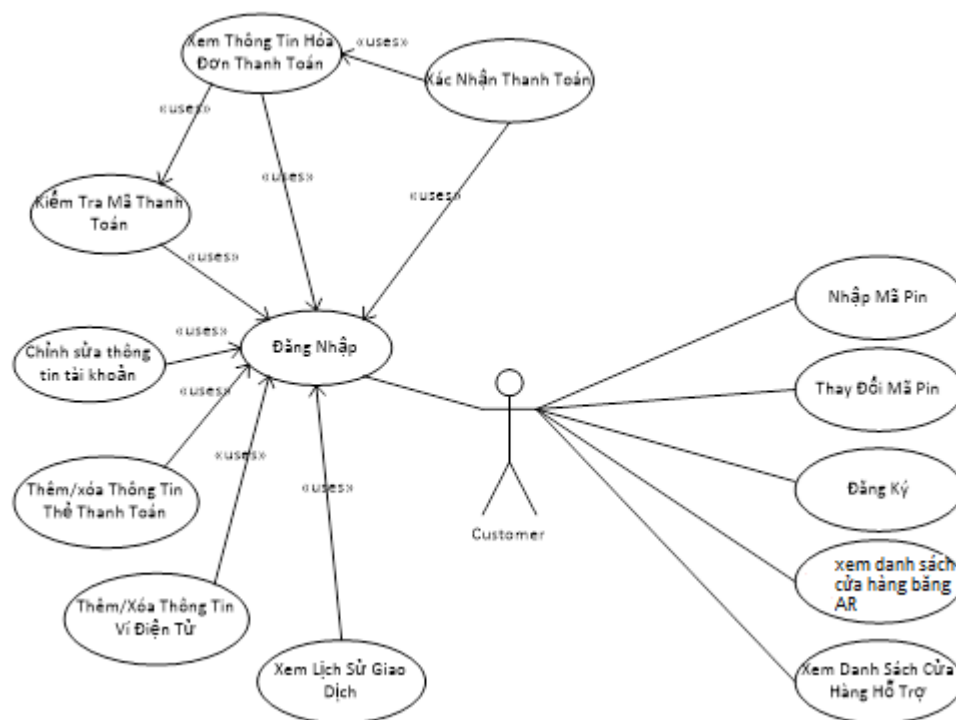 Xem Thông Tin Hóa
Đơn Thanh Toán
«uses»
Xác Nhận Thanh Toán
«uses»
«uses»
«uses»
Kiểm Tra Mã Thanh
Toán
«uses»
Nhập Mã Pin
«uses»
Chỉnh sửa thông
tin tài khoản
Đăng Nhập
«uses»
Thay Đổi Mã Pin
«uses»
«uses»
Đăng Ký
Thêm/xóa Thông Tin
Thẻ Thanh Toán
Customer
xem danh sách
cửa hàng băng
AR
Thêm/Xóa Thông Tin
Ví Điện Tử
Xem Lịch Sử Giao
Dịch
Xem Danh Sách Cửa
Hàng Hỗ Trợ